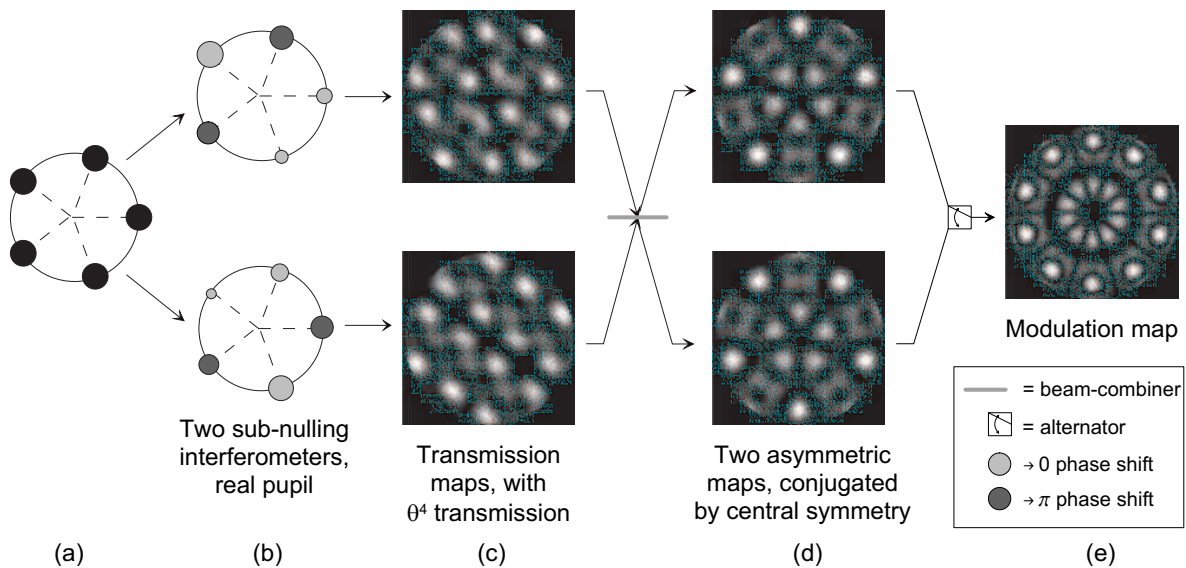 Two sub-nulling
interferometers,
real pupil
Transmission
maps, with
θ⁴ transmission
Two asymmetric
maps, conjugated
by central symmetry
Modulation map
= beam-combiner
= alternator
→ 0 phase shift
→ π phase shift
(a)
(b)
(c)
(d)
(e)